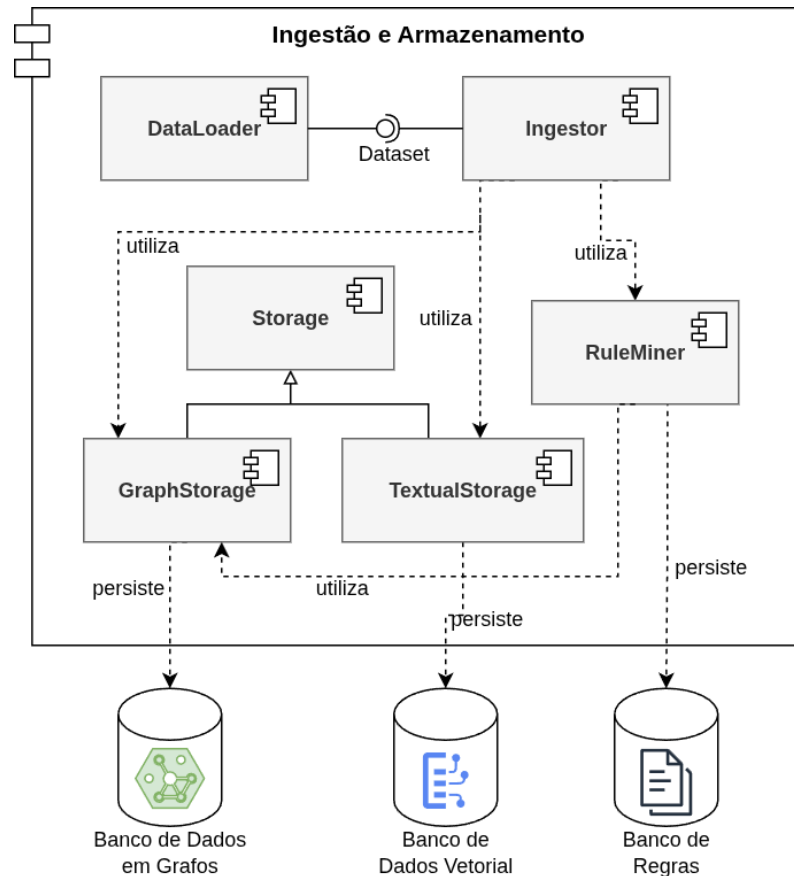 Ingestão e Armazenamento
DataLoader
Ingestor
Dataset
utiliza
utiliza
Storage
utiliza
RuleMiner
GraphStorage
TextualStorage
persiste
utiliza
persiste
persiste
Banco de Dados
em Grafos
Banco de
Dados Vetorial
Banco de
Regras